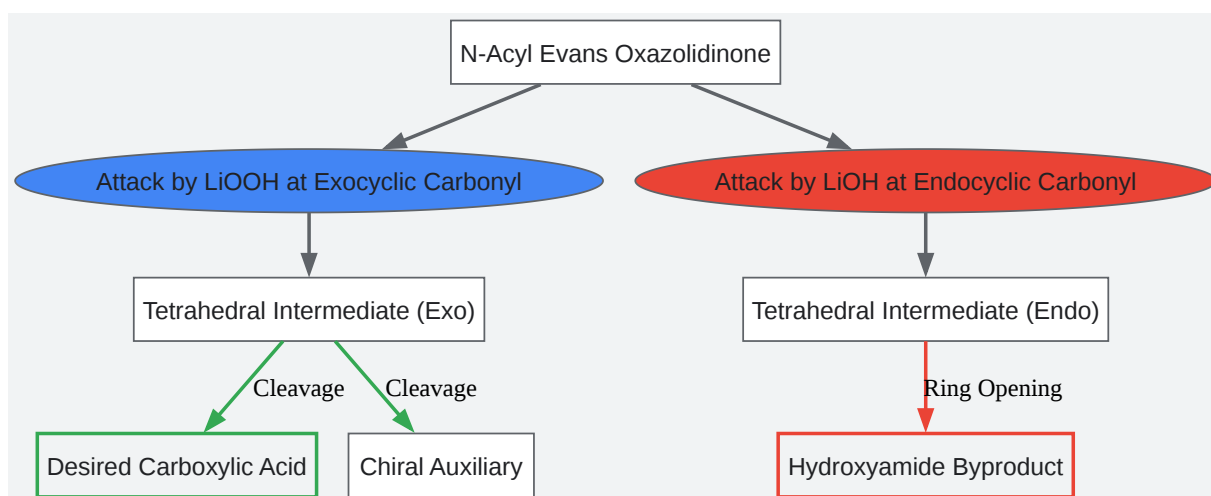 N-Acyl Evans Oxazolidinone
Attack by LiOOH at Exocyclic Carbonyl
Attack by LiOH at Endocyclic Carbonyl
Tetrahedral Intermediate (Exo)
Tetrahedral Intermediate (Endo)
Cleavage
Cleavage
Ring Opening
Desired Carboxylic Acid
Chiral Auxiliary
Hydroxyamide Byproduct